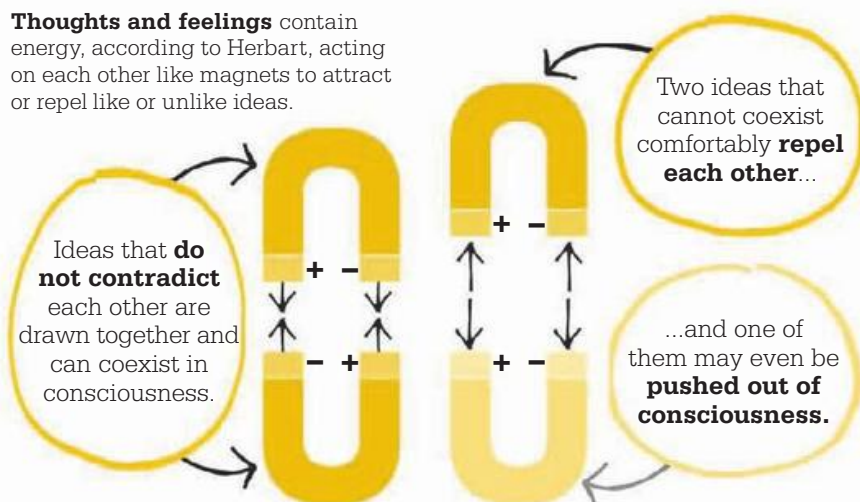 Thoughts and feelings contain
energy, according to Herbart, acting
on each other like magnets to attract
or repel like or unlike ideas.
Two ideas that
cannot coexist
comfortably repel
each other...
Ideas that do
not contradict
each other are
drawn together and
can coexist in
consciousness.
+ -
- +
+ -
+ -
...and one of
them may even be
pushed out of
consciousness.